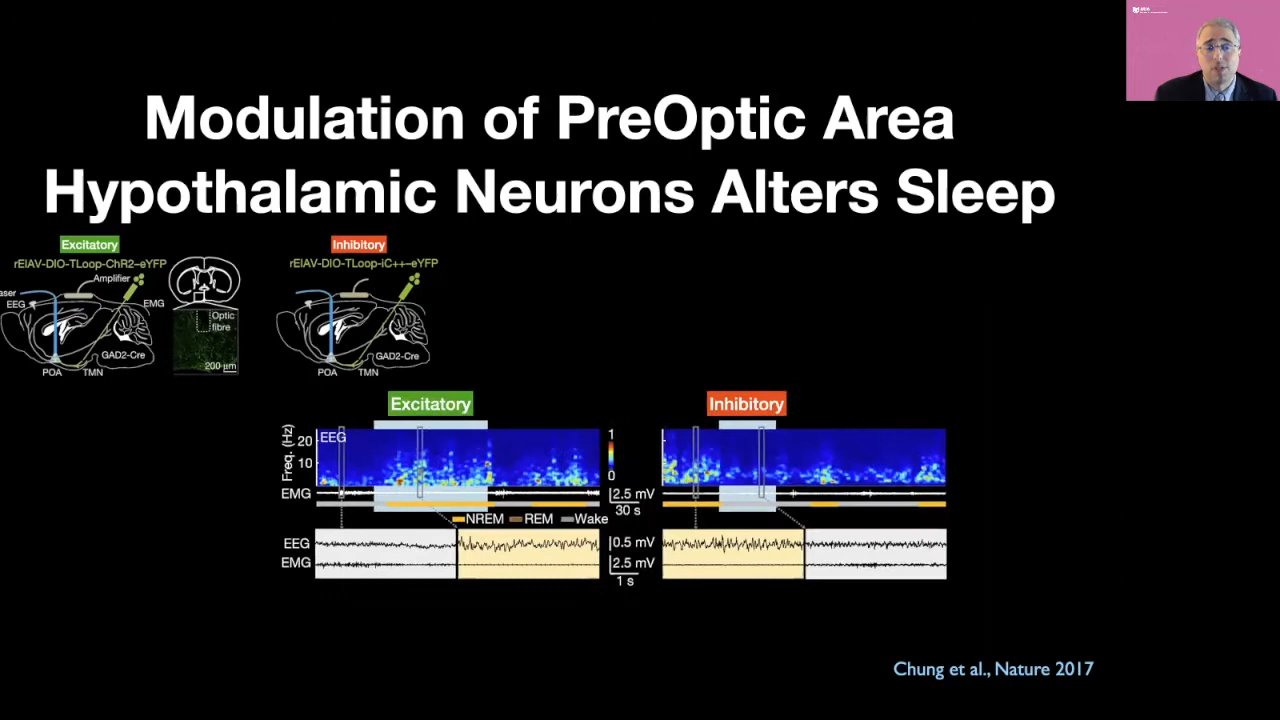 Modulation of PreOptic Area
Hypothalamic Neurons Alters Sleep
Excitatory
rEIAV-DIO-TLoop-ChR2–eYFP
Amplifier
aser
EEG
EMG
Optic
fibre
GAD2-Cre
200 μm
POA
TMN
Inhibitory
rEIAV-DIO-TLoop-iC++–eYFP
GAD2-Cre
POA
TMN
Excitatory
Inhibitory
Freq. (Hz)
20
10
EEG
1
0
EMG
2.5 mV
30 s
NREM REM Wake
EEG
0.5 mV
EMG
2.5 mV
1 s
Chung et al., Nature 2017